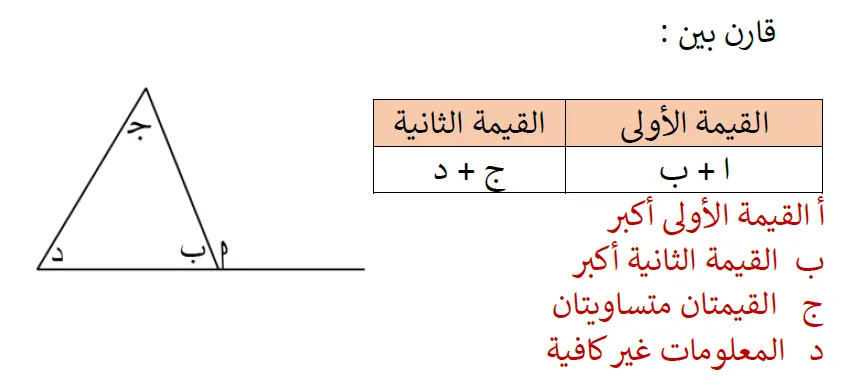 قارن بين :
القيمة الأولى القيمة الثانية
ا + ب ج + د
ج
د ب ا
أ القيمة الأولى أكبر
ب القيمة الثانية أكبر
ج القيمتان متساويتان
د المعلومات غير كافية